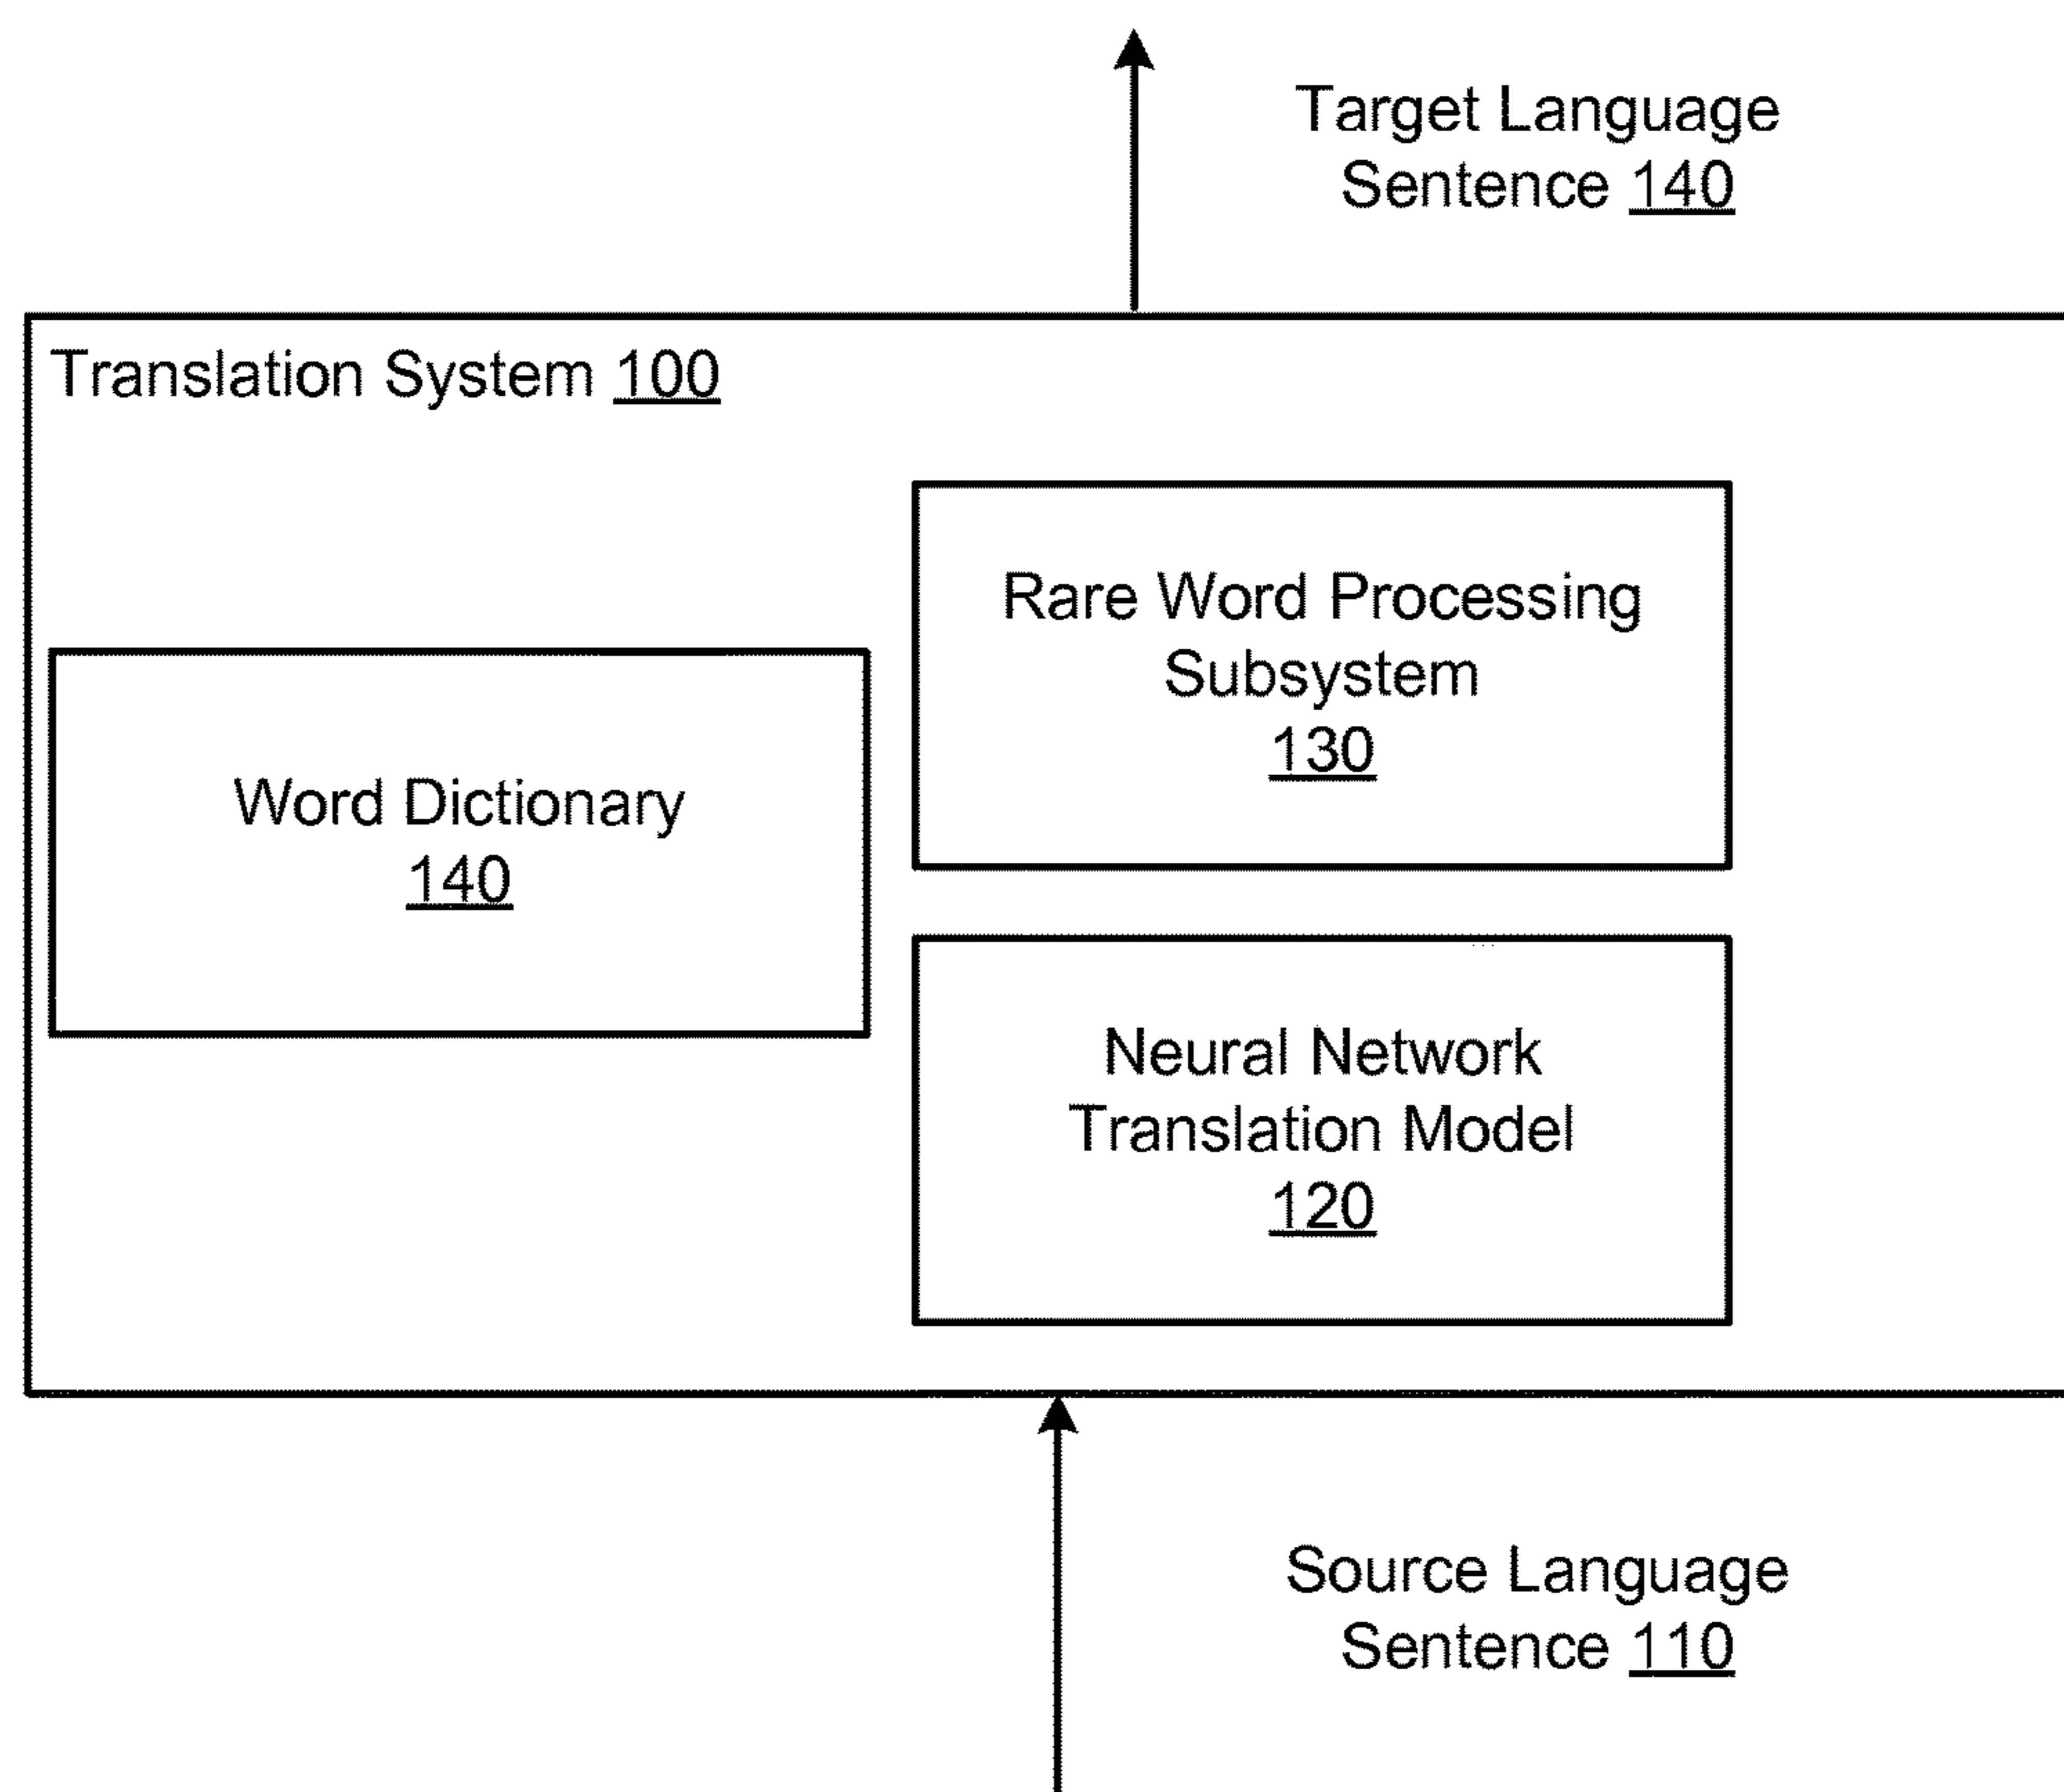 Target Language
Sentence 140
Translation System 100
Rare Word Processing
Subsystem
130
Word Dictionary
140
Neural Network
Translation Model
120
Source Language
Sentence 110